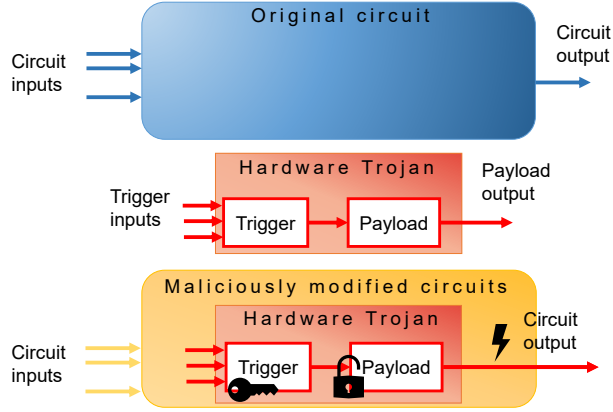 Original circuit
Circuit
inputs
Circuit
output
Hardware Trojan
Trigger
inputs
Trigger
Payload
Payload
output
Maliciously modified circuits
Hardware Trojan
Circuit
inputs
Trigger
Payload
Circuit
output